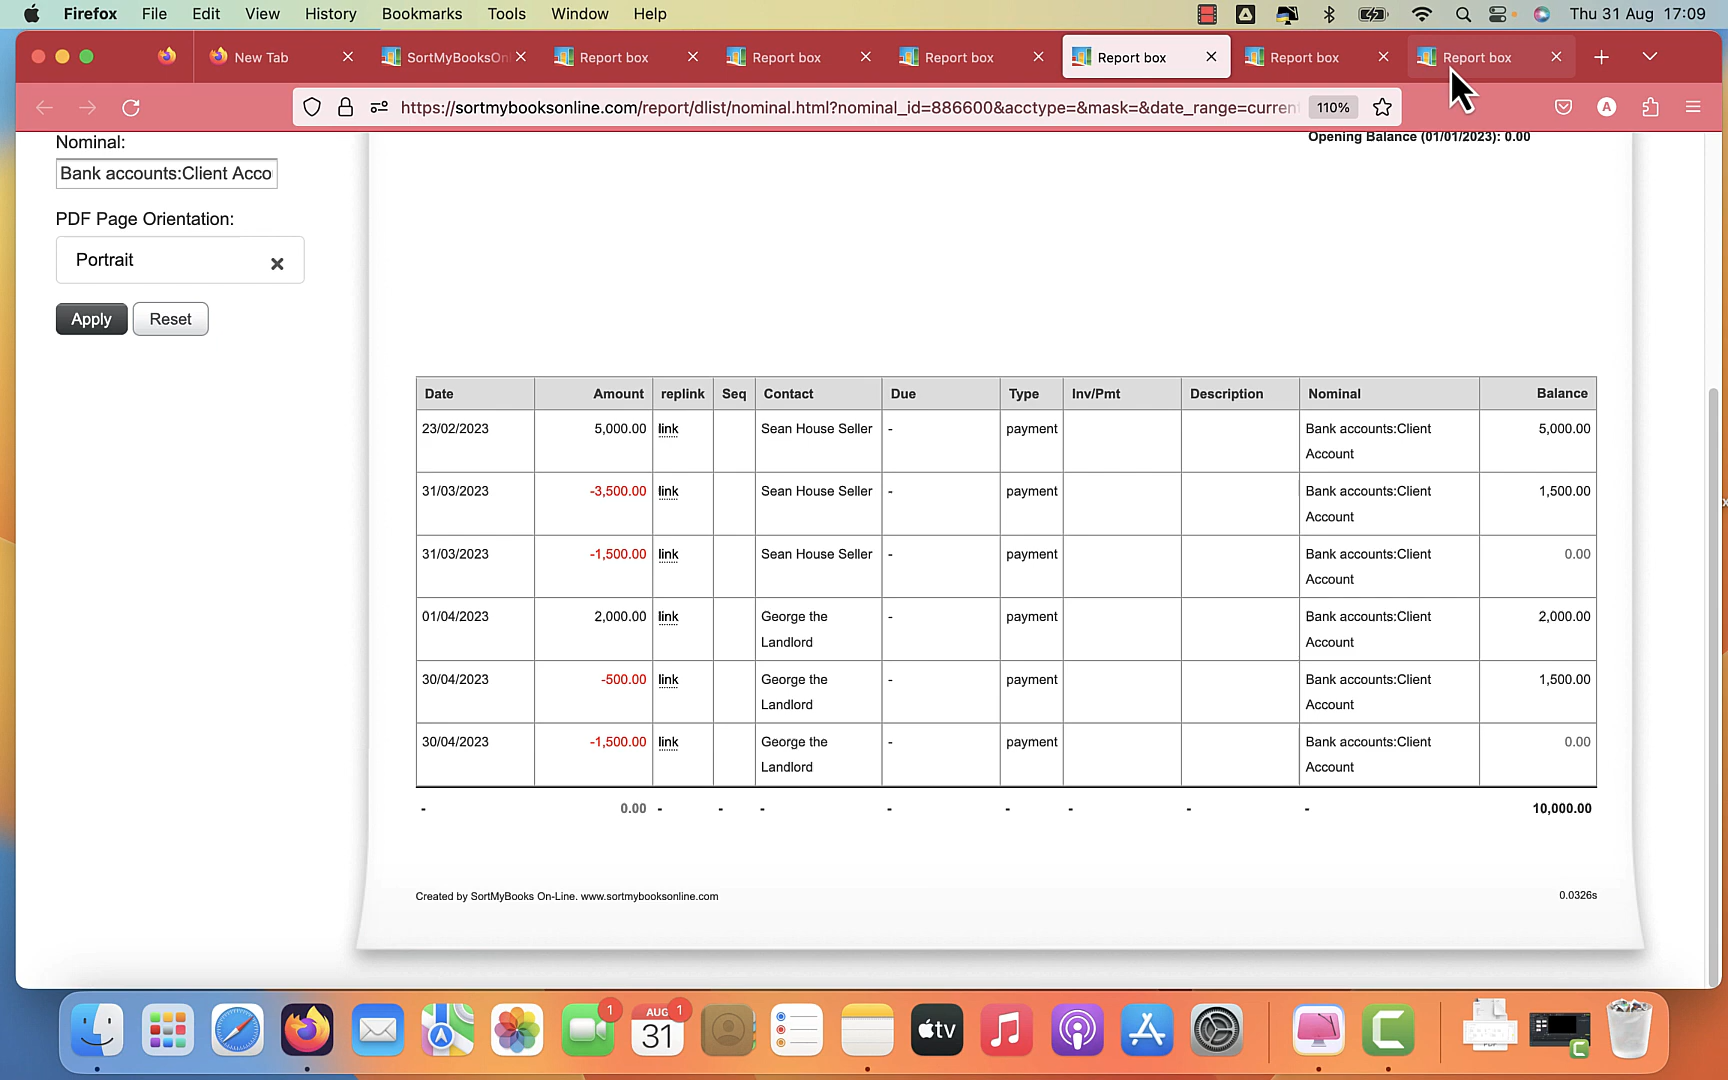 Firefox File Edit View History Bookmarks Tools Window Help Thu 31 Aug 17:09
New Tab SortMyBooksOnl Report box Report box Report box Report box Report box Report box
https://sortmybooksonline.com/report/dlist/nominal.html?nominal_id=886600&acctype=&mask=&date_range=curren 110% A
Nominal:
Bank accounts:Client Acco
PDF Page Orientation:
Portrait
Apply Reset
Opening Balance (01/01/2023): 0.00
Date Amount replink Seq Contact Due Type Inv/Pmt Description Nominal Balance
23/02/2023 5,000.00 link Sean House Seller - payment Bank accounts:Client 5,000.00
Account
31/03/2023 -3,500.00 link Sean House Seller - payment Bank accounts:Client 1,500.00
Account
31/03/2023 -1,500.00 link Sean House Seller - payment Bank accounts:Client 0.00
Account
01/04/2023 2,000.00 link George the - payment Bank accounts:Client 2,000.00
Landlord Account
30/04/2023 -500.00 link George the - payment Bank accounts:Client 1,500.00
Landlord Account
30/04/2023 -1,500.00 link George the - payment Bank accounts:Client 0.00
Landlord Account
- 0.00 - - - - - - - - 10,000.00
Created by SortMyBooks On-Line. www.sortmybooksonline.com 0.0326s
1 AUG 1
31 tv